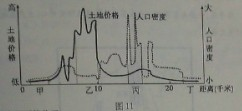 高 土地价格 人口密度 大
土地价格
人口密度
低 小
甲 乙 10 丙 20 丁 距离(千米)
图11